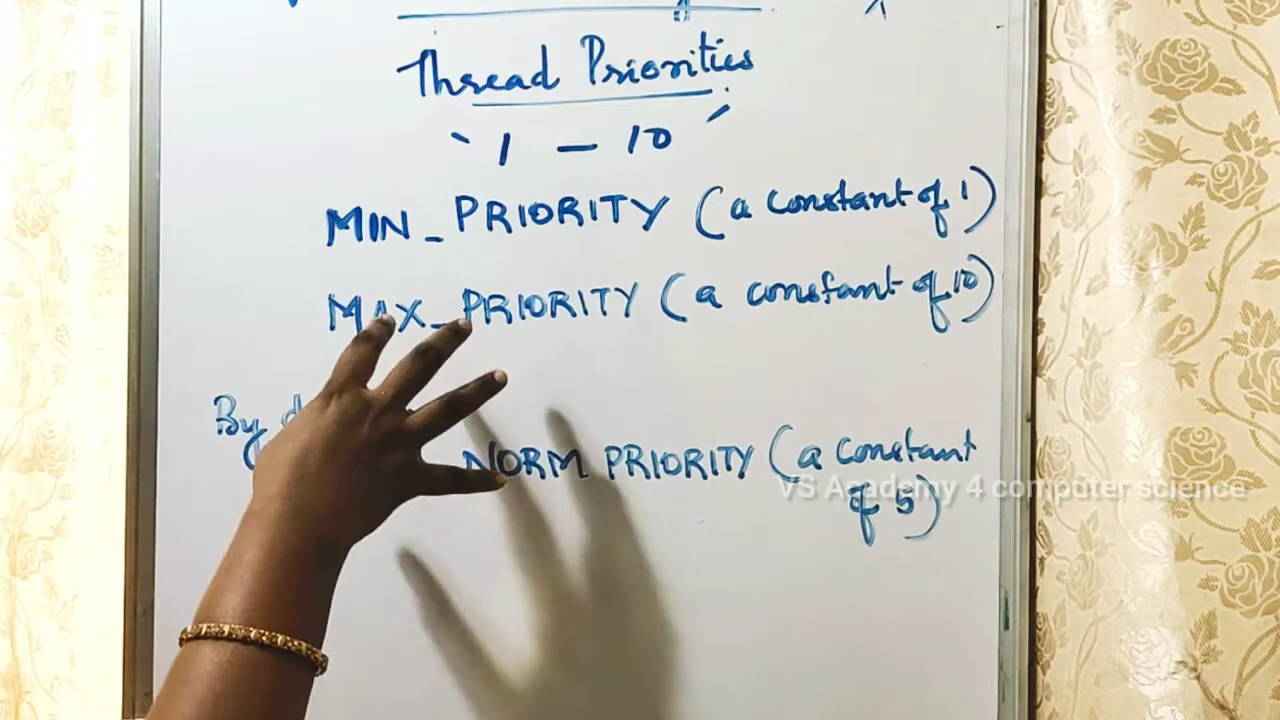 Thread Priorities
1 - 10
MIN_PRIORITY (a constant of 1)
MAX_PRIORITY (a constant of 10)
By
NORM PRIORITY (a constant
of 5)
VS Academy 4 computer science